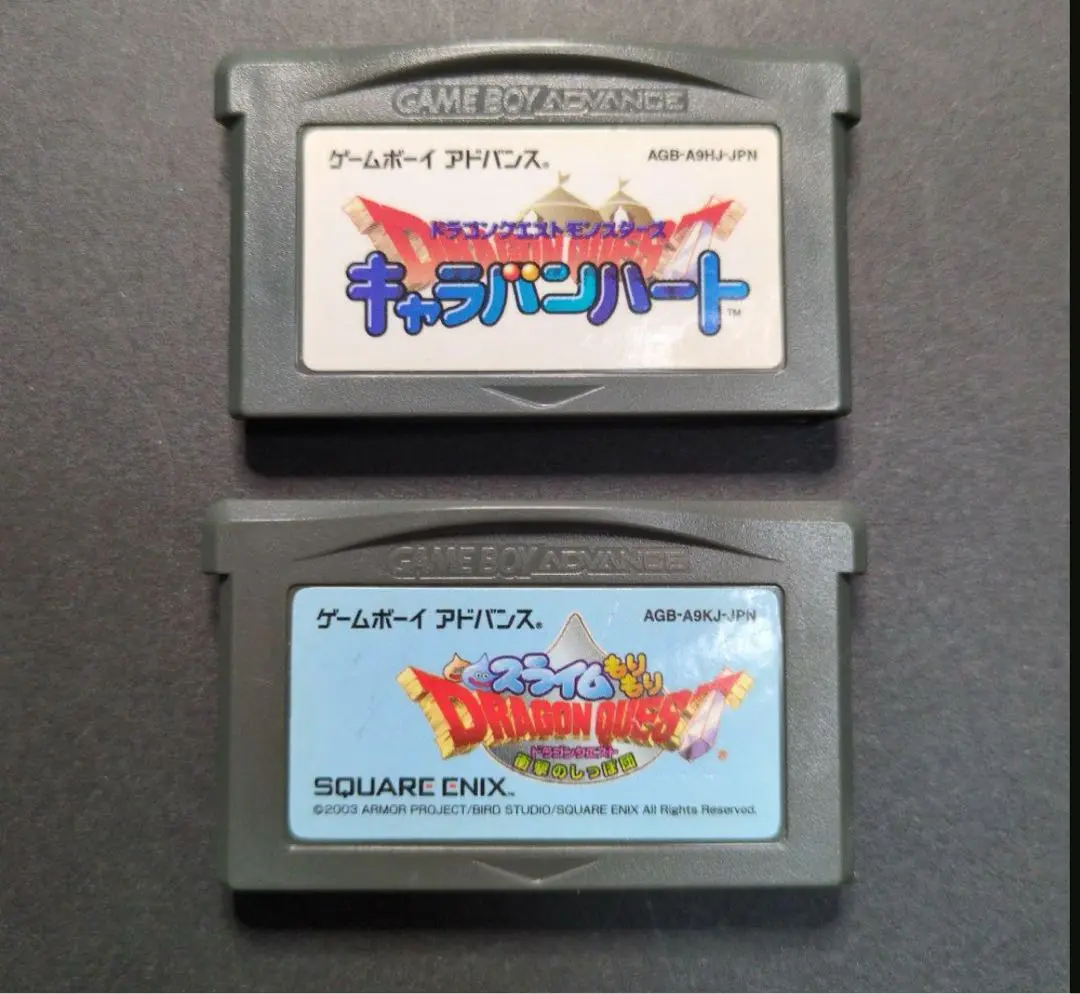 GAME BOY ADVANCE
ゲームボーイ アドバンス®
AGB-A9HJ-JPN
ドラゴンクエストモンスターズ
DRAGON QUEST
キャラバンハート™
GAME BOY ADVANCE
ゲームボーイ アドバンス®
AGB-A9KJ-JPN
スライムもりもり
DRAGON QUEST®
ドラゴンクエスト
衝撃のしっぽ団
SQUARE ENIX™
©2003 ARMOR PROJECT/BIRD STUDIO/SQUARE ENIX All Rights Reserved.